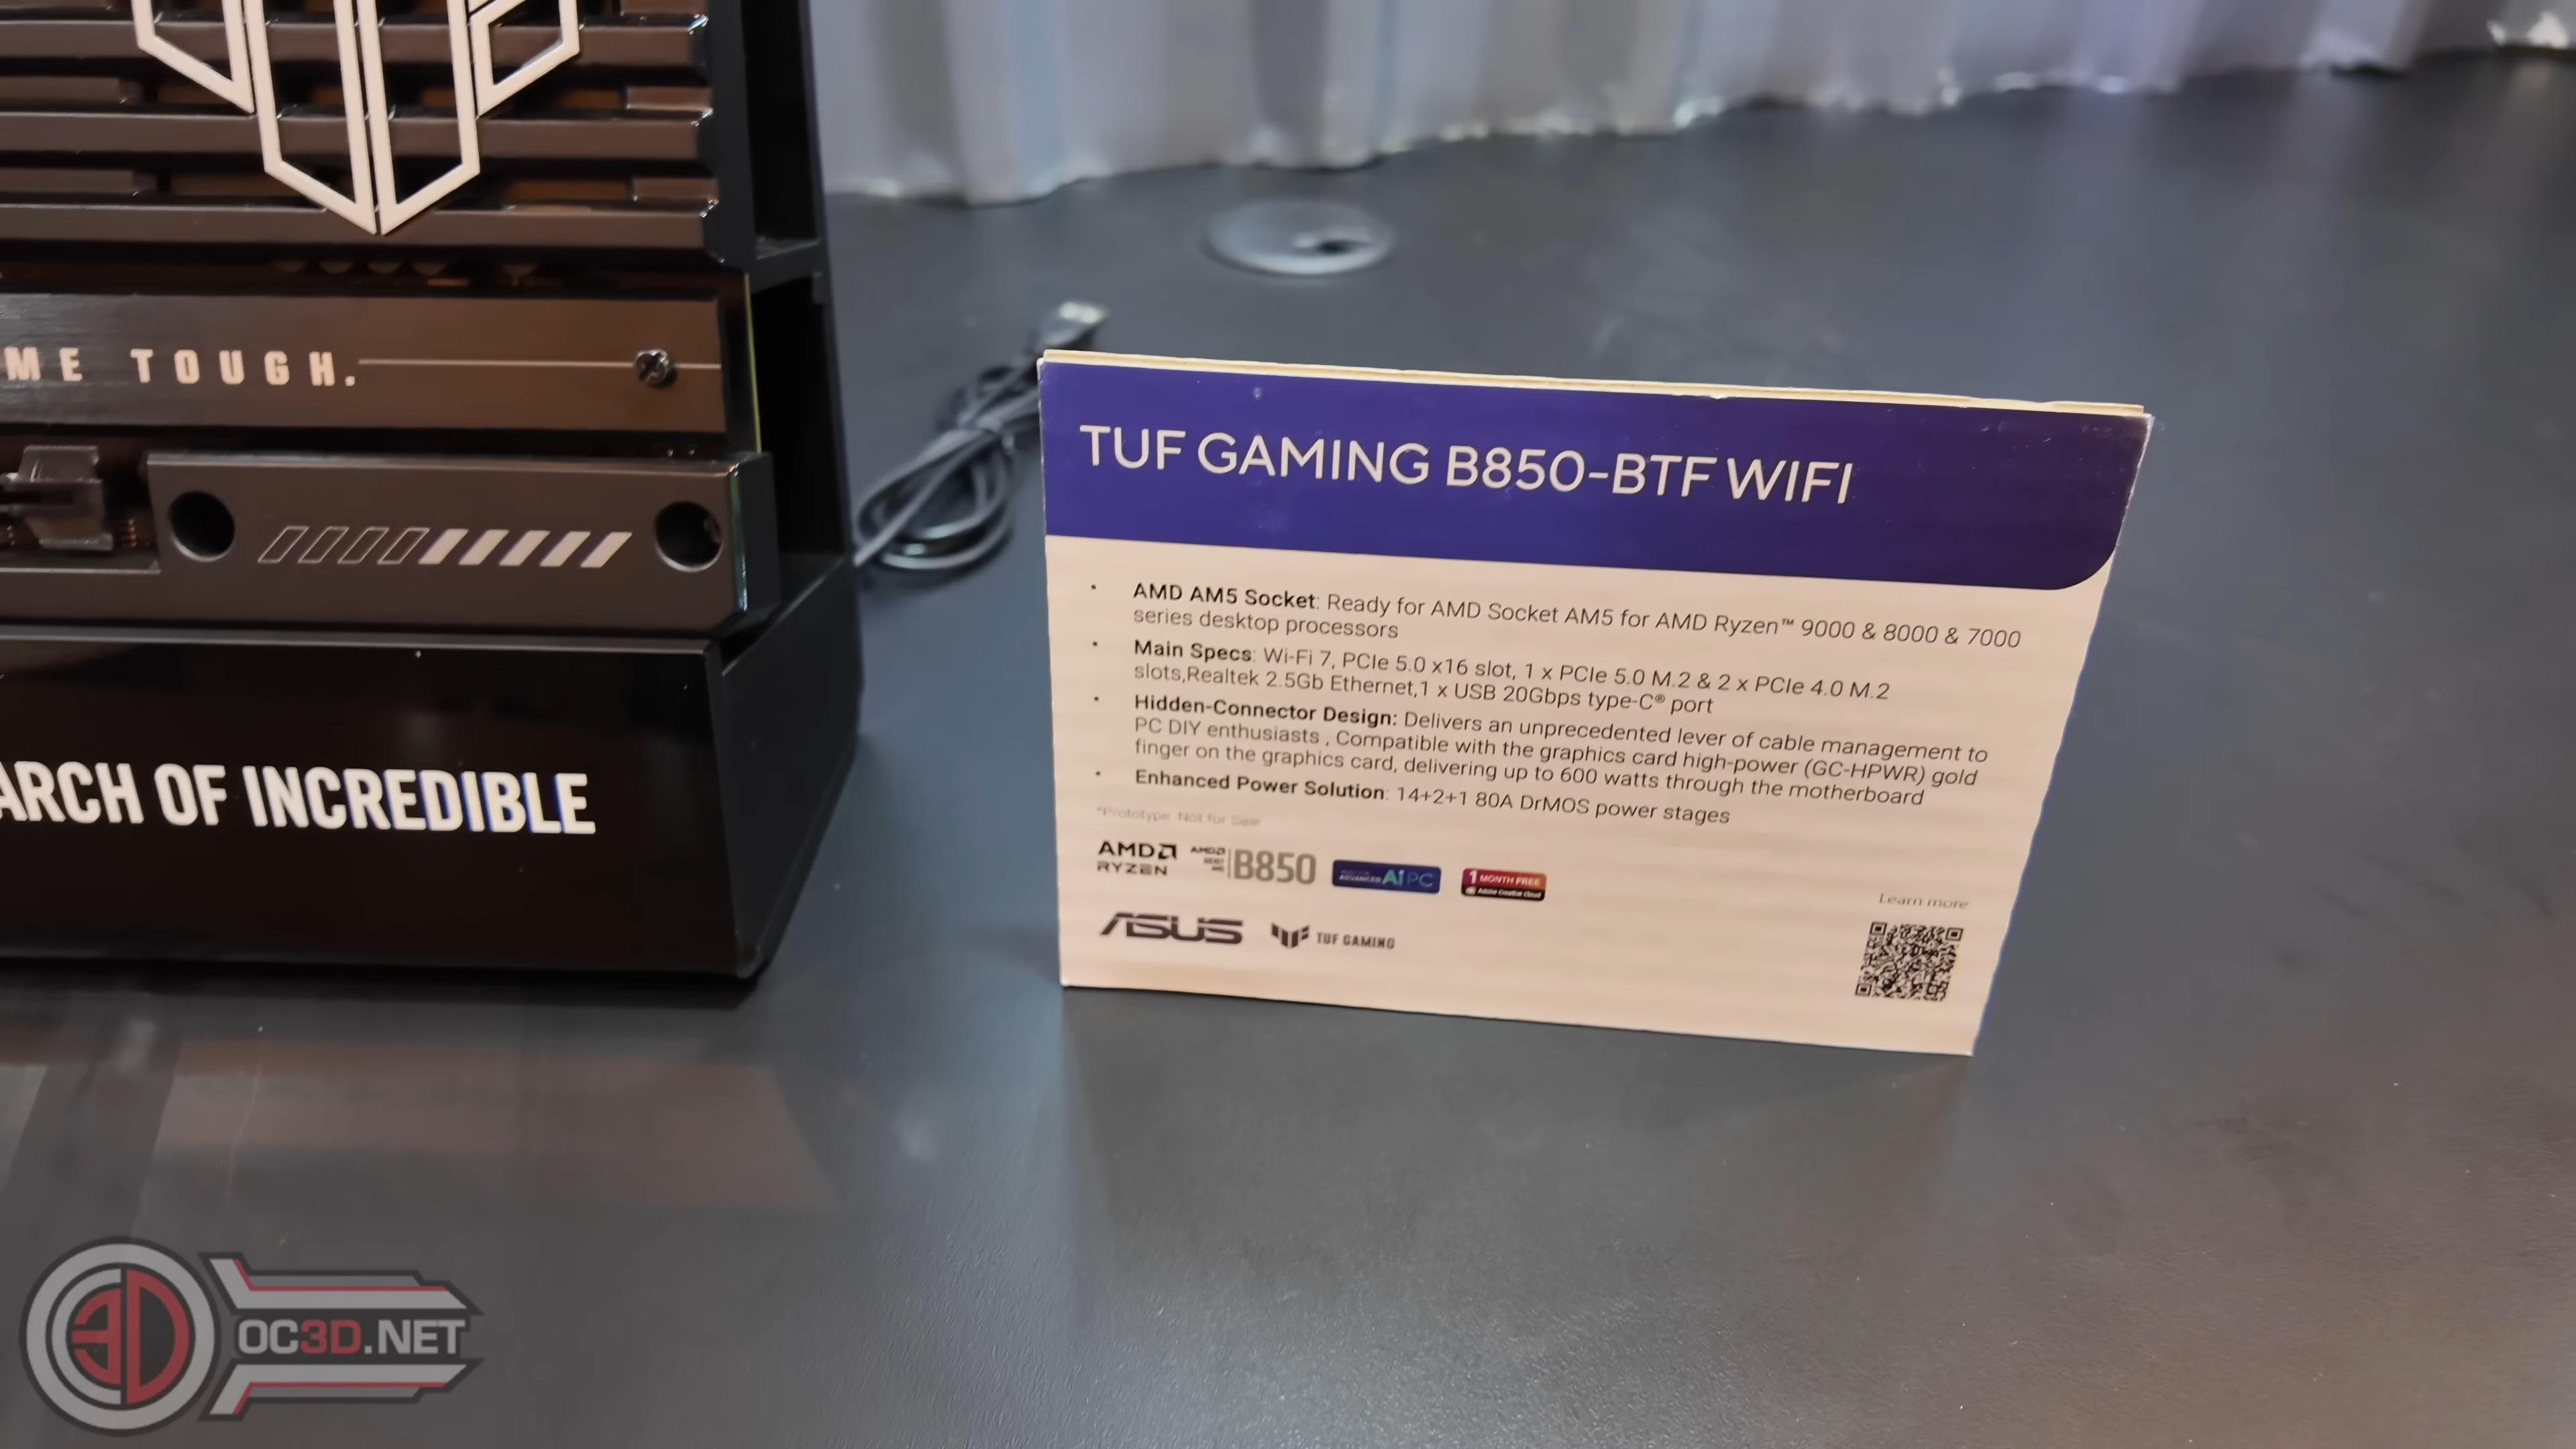 ME TOUGH.
ARCH OF INCREDIBLE
TUF GAMING B850-BTF WIFI
• AMD AM5 Socket: Ready for AMD Socket AM5 for AMD Ryzen™ 9000 & 8000 & 7000
series desktop processors
• Main Specs: Wi-Fi 7, PCIe 5.0 x16 slot, 1 x PCIe 5.0 M.2 & 2 x PCIe 4.0 M.2
slots,Realtek 2.5Gb Ethernet,1 x USB 20Gbps type-C® port
• Hidden-Connector Design: Delivers an unprecedented lever of cable management to
PC DIY enthusiasts , Compatible with the graphics card high-power (GC-HPWR) gold
finger on the graphics card, delivering up to 600 watts through the motherboard
• Enhanced Power Solution: 14+2+1 80A DrMOS power stages
*Prototype. Not for Sale
AMD
RYZEN
AMD
B850
ADVANCED AI PC
1 MONTH FREE
Adobe Creative Cloud
Learn more
ASUS
TUF GAMING
3D
OC3D.NET